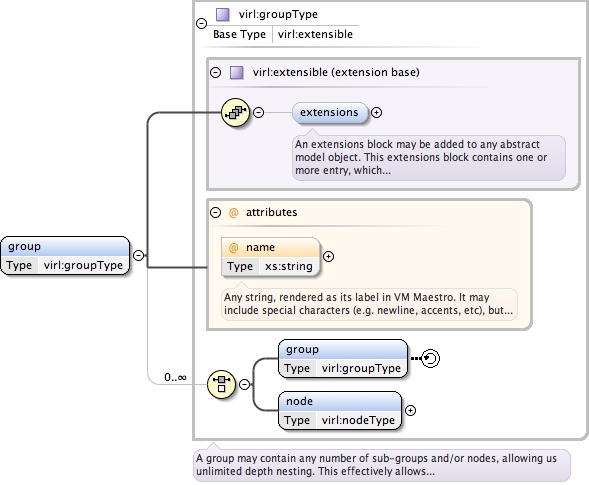 virl:groupType
Base Type virl:extensible
virl:extensible (extension base)
extensions
An extensions block may be added to any abstract
model object. This extensions block contains one or
more entry, which...
@ attributes
@ name
Type xs:string
Any string, rendered as its label in VM Maestro. It may
include special characters (e.g. newline, accents, etc), but...
group
Type virl:groupType
0..∞
group
Type virl:groupType
node
Type virl:nodeType
A group may contain any number of sub-groups and/or nodes, allowing us
unlimited depth nesting. This effectively allows...